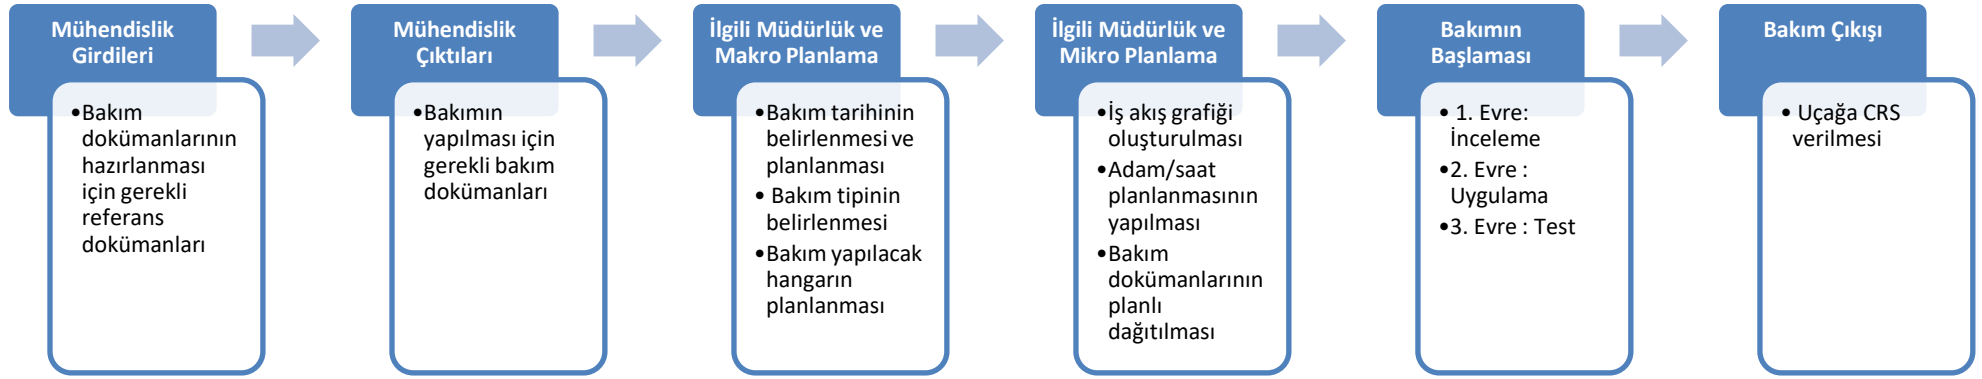 Mühendislik
Girdileri
•Bakım
dokümanlarının
hazırlanması
için gerekli
referans
dokümanları
Mühendislik
Çıktıları
•Bakımın
yapılması için
gerekli bakım
dokümanları
İlgili Müdürlük ve
Makro Planlama
•Bakım tarihinin
belirlenmesi ve
planlanması
• Bakım tipinin
belirlenmesi
•Bakım yapılacak
hangarın
planlanması
İlgili Müdürlük ve
Mikro Planlama
•İş akış grafiği
oluşturulması
•Adam/saat
planlanmasının
yapılması
•Bakım
dokümanlarının
planlı
dağıtılması
Bakımın
Başlaması
• 1. Evre:
İnceleme
•2. Evre :
Uygulama
•3. Evre : Test
Bakım Çıkışı
• Uçağa CRS
verilmesi